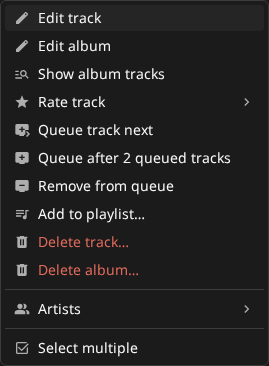 Edit track
Edit album
Show album tracks
Rate track
Queue track next
Queue after 2 queued tracks
Remove from queue
Add to playlist...
Delete track...
Delete album...
Artists
Select multiple